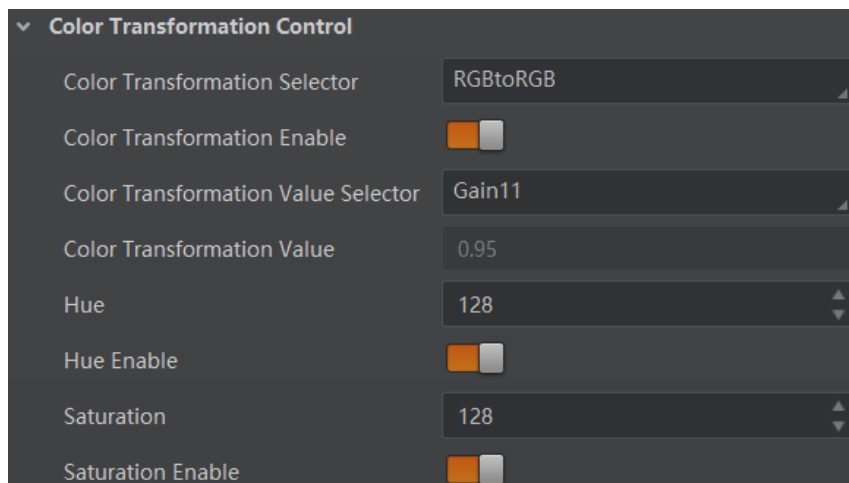 Color Transformation Control
Color Transformation Selector RGBtoRGB
Color Transformation Enable
Color Transformation Value Selector Gain11
Color Transformation Value 0.95
Hue 128
Hue Enable
Saturation 128
Saturation Enable